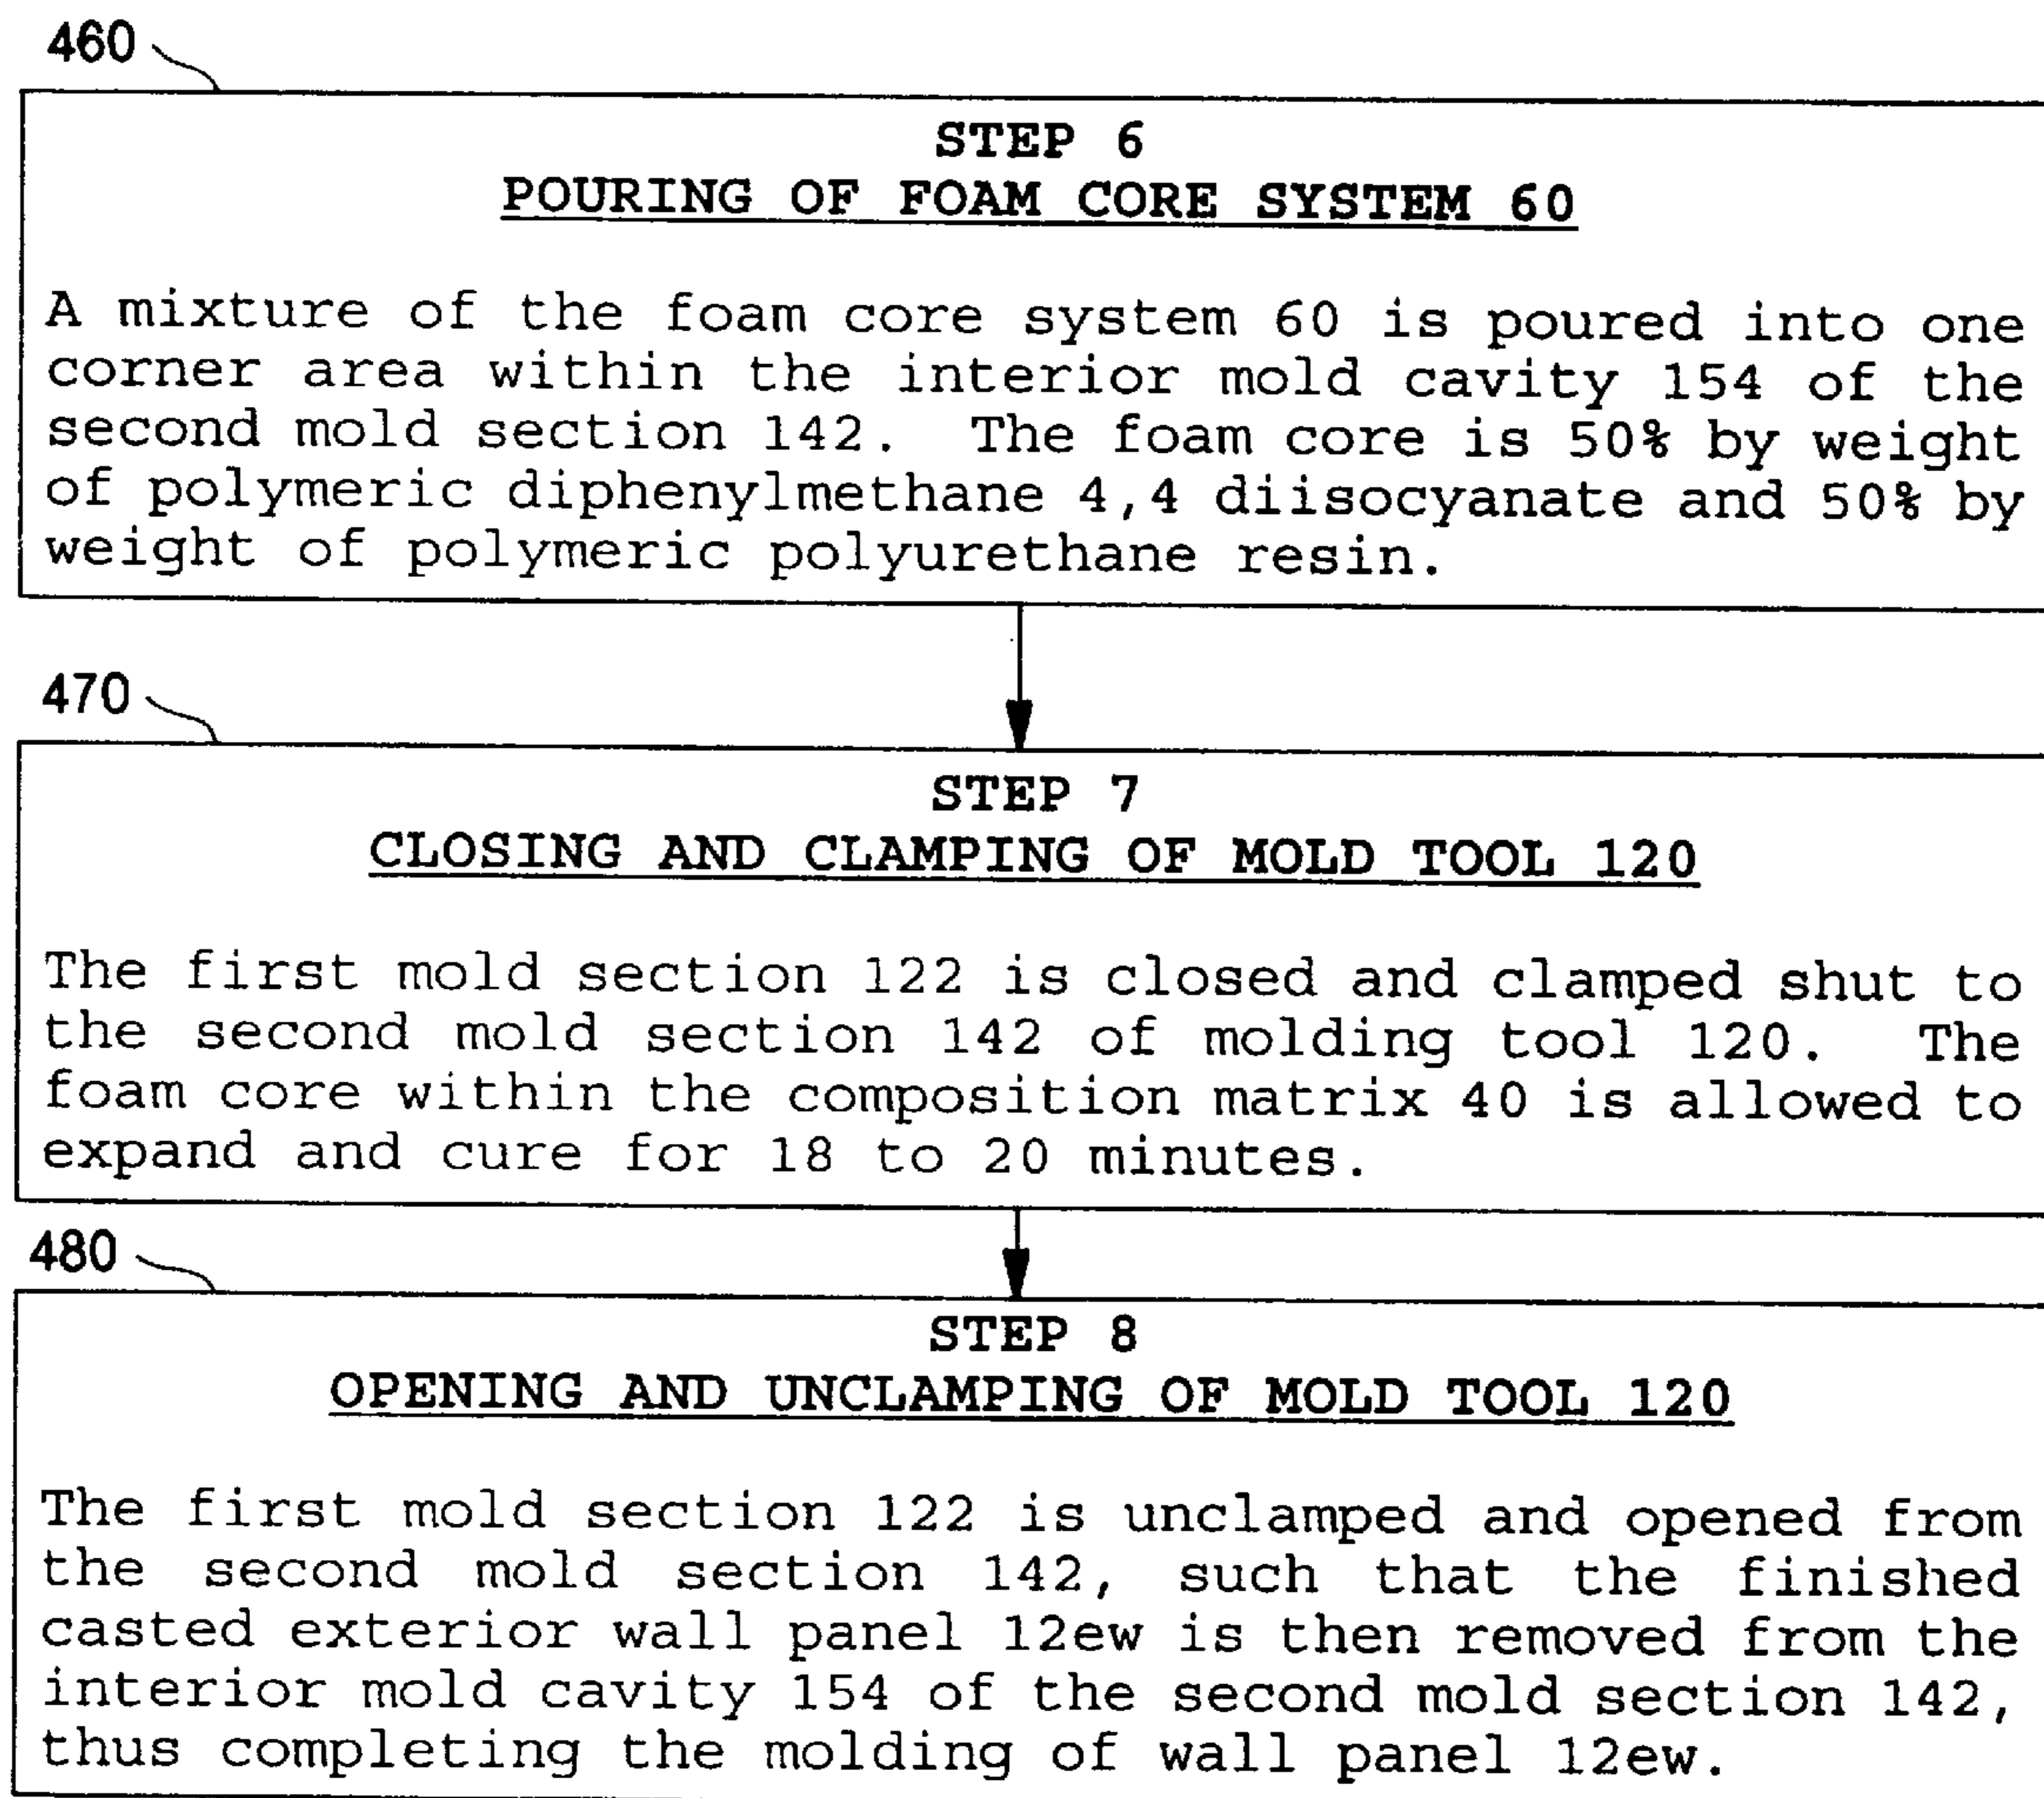 460
STEP 6
POURING OF FOAM CORE SYSTEM 60
A mixture of the foam core system 60 is poured into one
corner area within the interior mold cavity 154 of the
second mold section 142. The foam core is 50% by weight
of polymeric diphenylmethane 4,4 diisocyanate and 50% by
weight of polymeric polyurethane resin.
470
STEP 7
CLOSING AND CLAMPING OF MOLD TOOL 120
The first mold section 122 is closed and clamped shut to
the second mold section 142 of molding tool 120. The
foam core within the composition matrix 40 is allowed to
expand and cure for 18 to 20 minutes.
480
STEP 8
OPENING AND UNCLAMPING OF MOLD TOOL 120
The first mold section 122 is unclamped and opened from
the second mold section 142, such that the finished
casted exterior wall panel 12ew is then removed from the
interior mold cavity 154 of the second mold section 142,
thus completing the molding of wall panel 12ew.